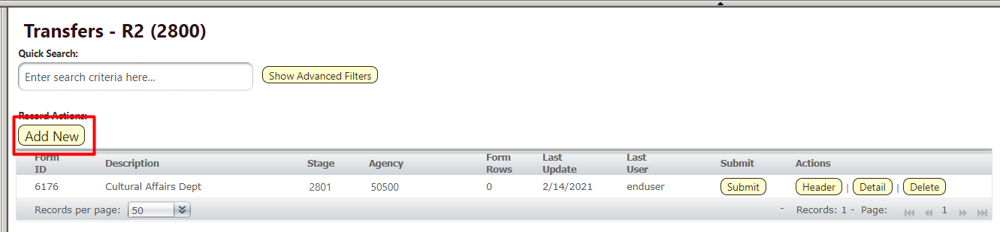 Transfers - R2 (2800)
Quick Search:
Enter search criteria here...
Show Advanced Filters
Record Actions:
Add New
Form ID Description Stage Agency Form Rows Last Update Last User Submit Actions
6176 Cultural Affairs Dept 2801 50500 0 2/14/2021 enduser Submit Header | Detail | Delete
Records per page: 50 - Records: 1 - Page: 1